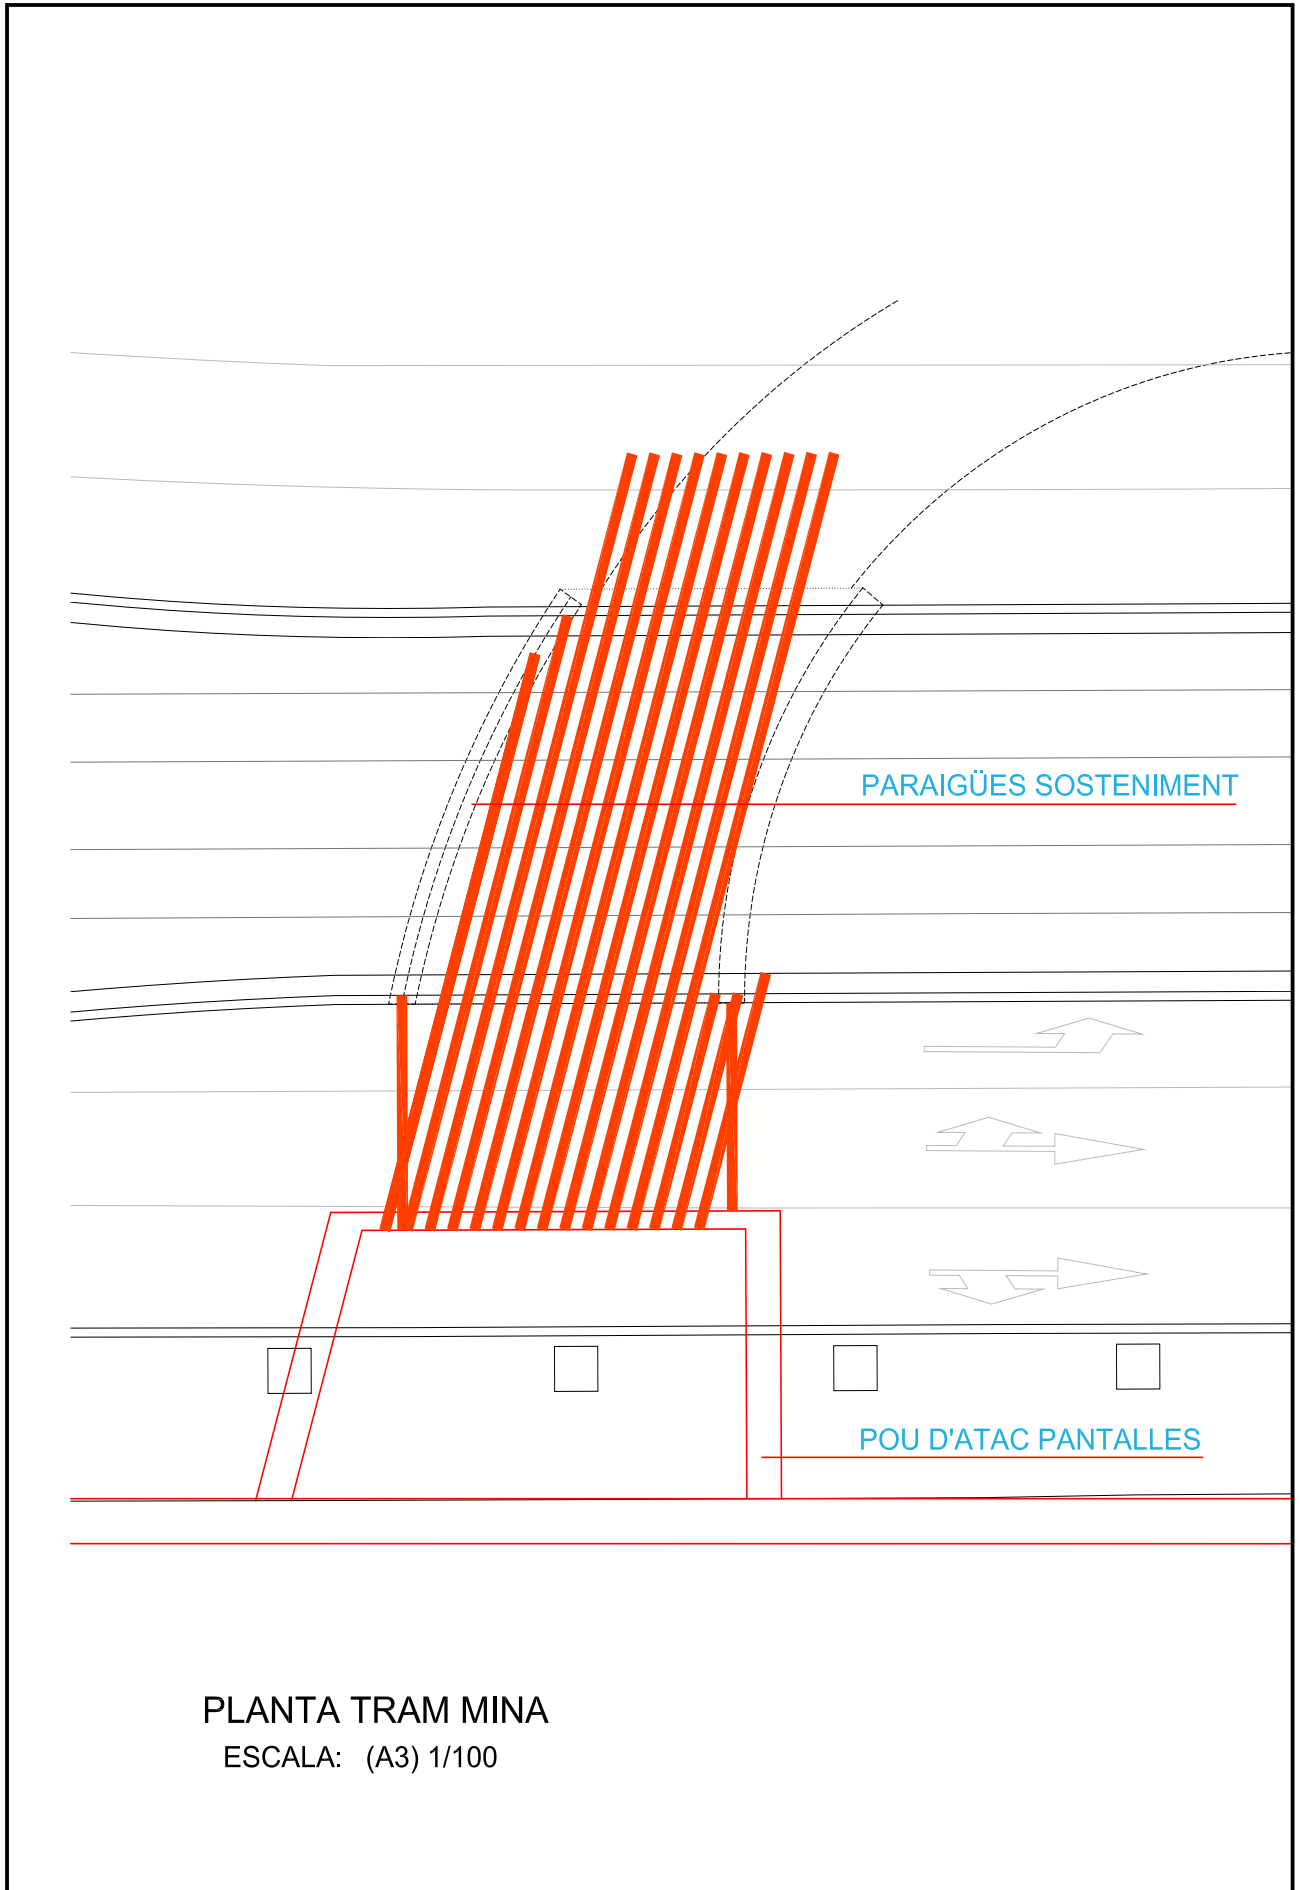 PARAIGÜES SOSTENIMENT
POU D'ATAC PANTALLES
PLANTA TRAM MINA
ESCALA: (A3) 1/100